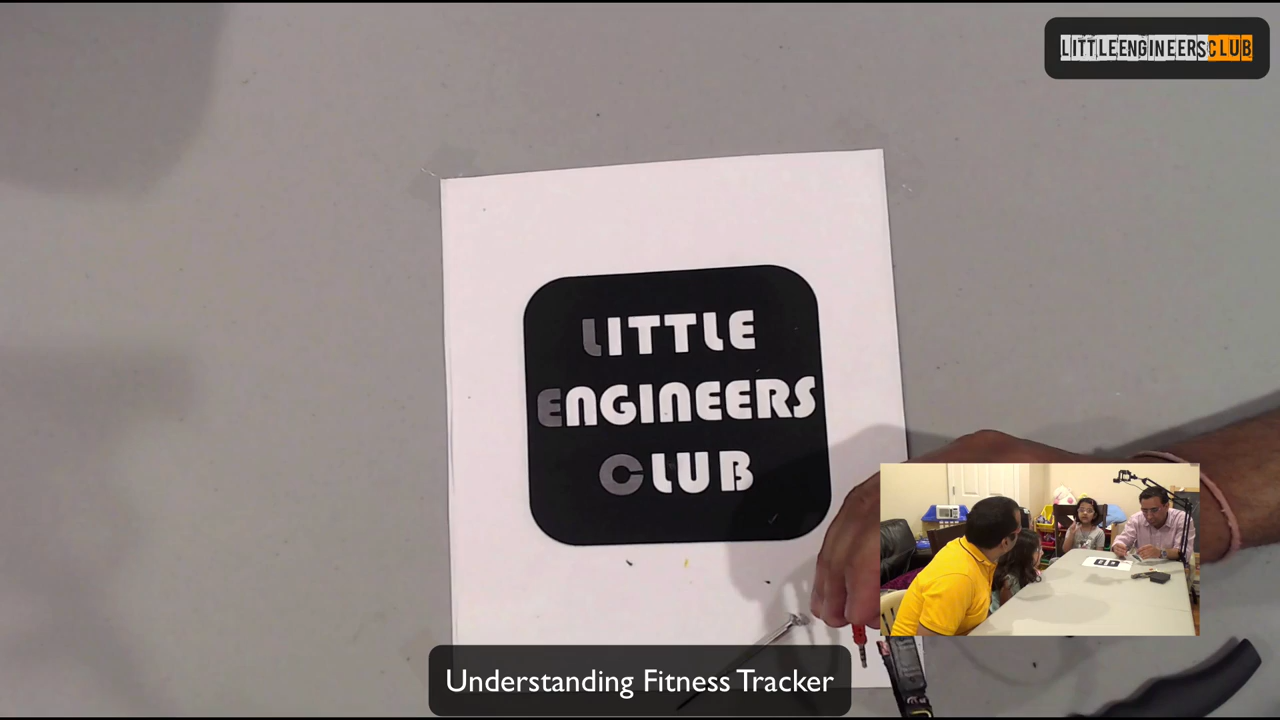 LITTLEENGINEERSCLUB
LITTLE
ENGINEERS
CLUB
Understanding Fitness Tracker